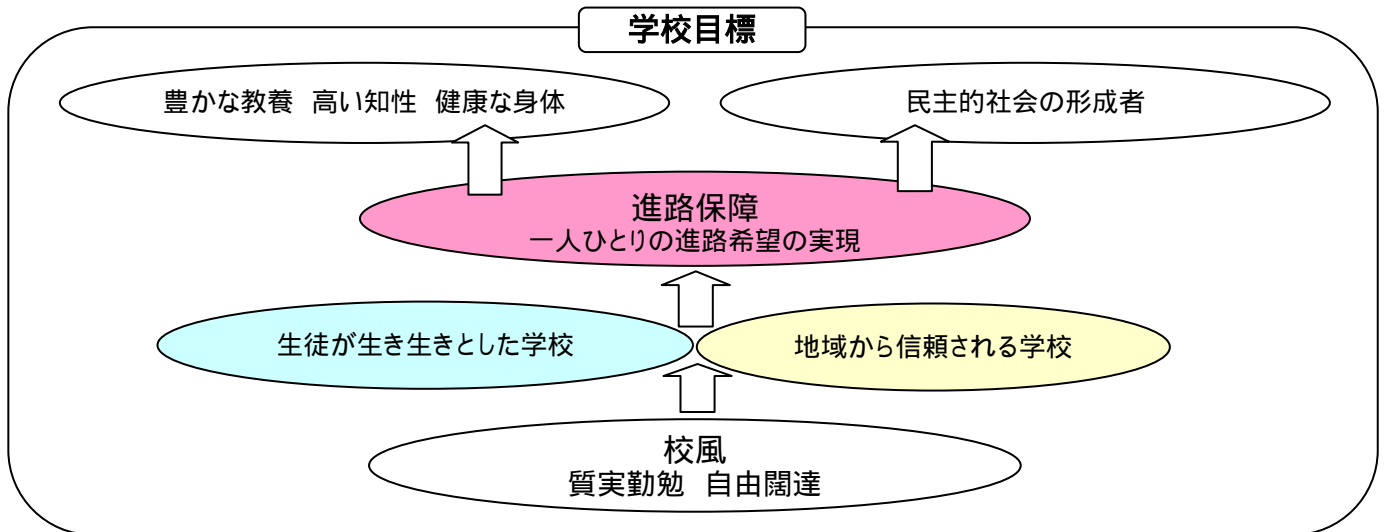 学校目標
豊かな教養 高い知性 健康な身体
民主的社会の形成者
進路保障
一人ひとりの進路希望の実現
生徒が生き生きとした学校
地域から信頼される学校
校風
質実勤勉 自由闊達